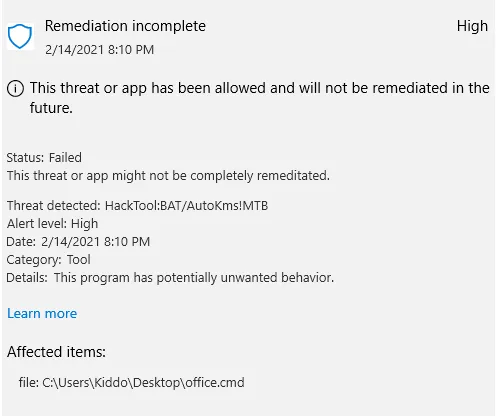 Remediation incomplete
High
2/14/2021 8:10 PM
This threat or app has been allowed and will not be remediated in the
future.
Status: Failed
This threat or app might not be completely remeditated.
Threat detected: HackTool:BAT/AutoKms!MTB
Alert level: High
Date: 2/14/2021 8:10 PM
Category: Tool
Details: This program has potentially unwanted behavior.
Learn more
Affected items:
file: C:\Users\Kiddo\Desktop\office.cmd